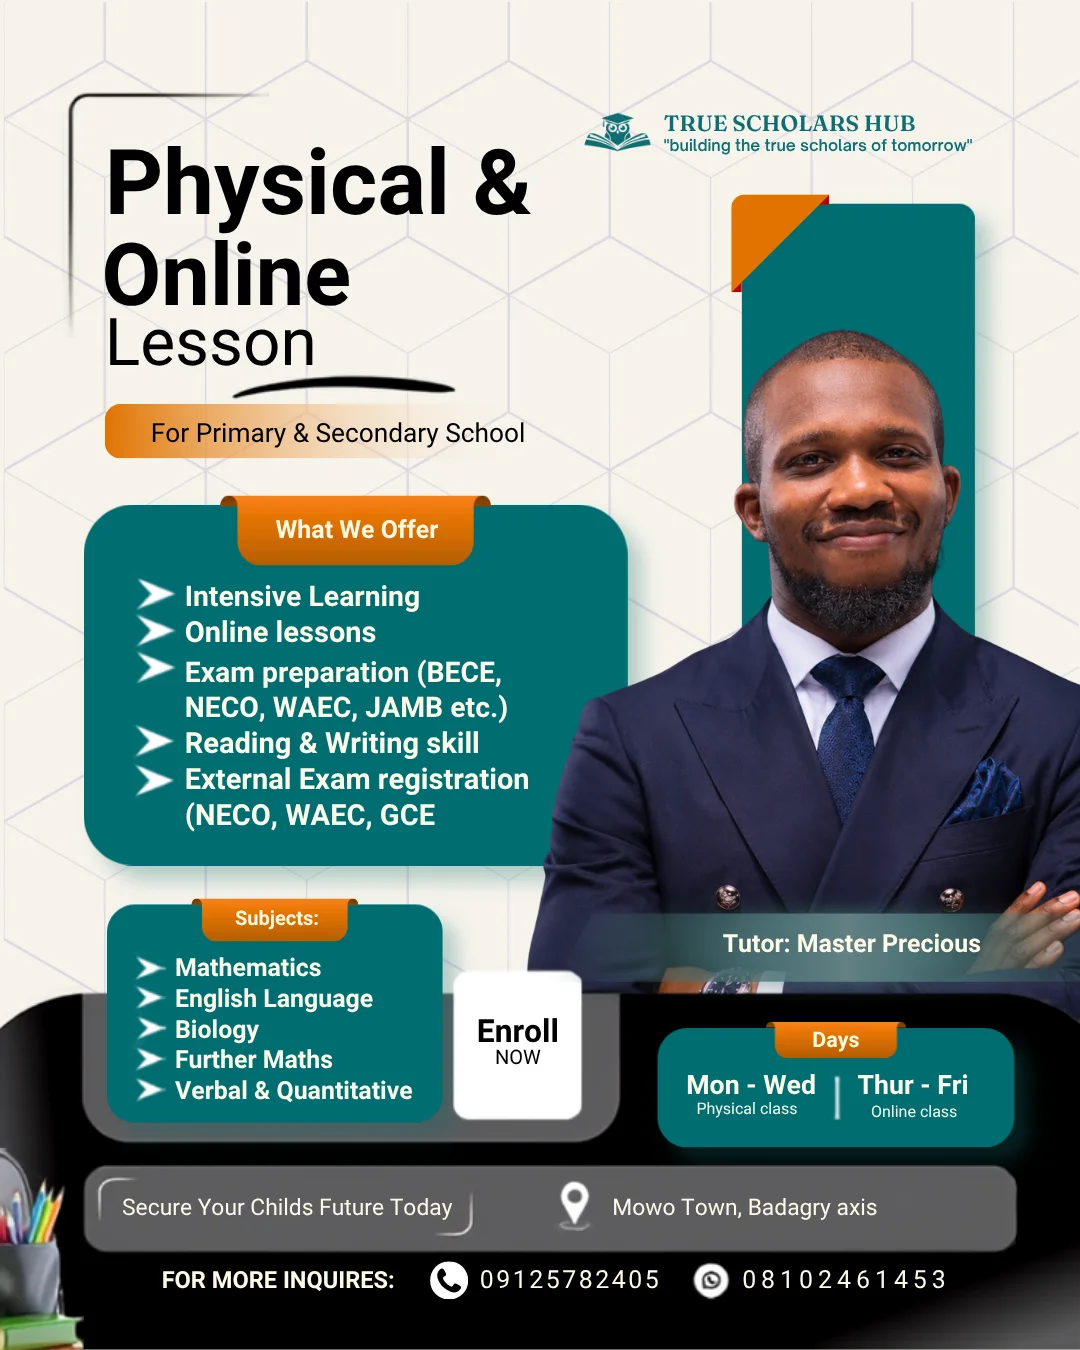 TRUE SCHOLARS HUB
"building the true scholars of tomorrow"
Physical &
Online
Lesson
For Primary & Secondary School
What We Offer
Intensive Learning
Online lessons
Exam preparation (BECE,
NECO, WAEC, JAMB etc.)
Reading & Writing skill
External Exam registration
(NECO, WAEC, GCE
Tutor: Master Precious
Subjects:
Mathematics
English Language
Biology
Further Maths
Verbal & Quantitative
Enroll
NOW
Days
Mon - Wed
Physical class
Thur - Fri
Online class
Secure Your Childs Future Today
Mowo Town, Badagry axis
FOR MORE INQUIRES: 09125782405 08102461453